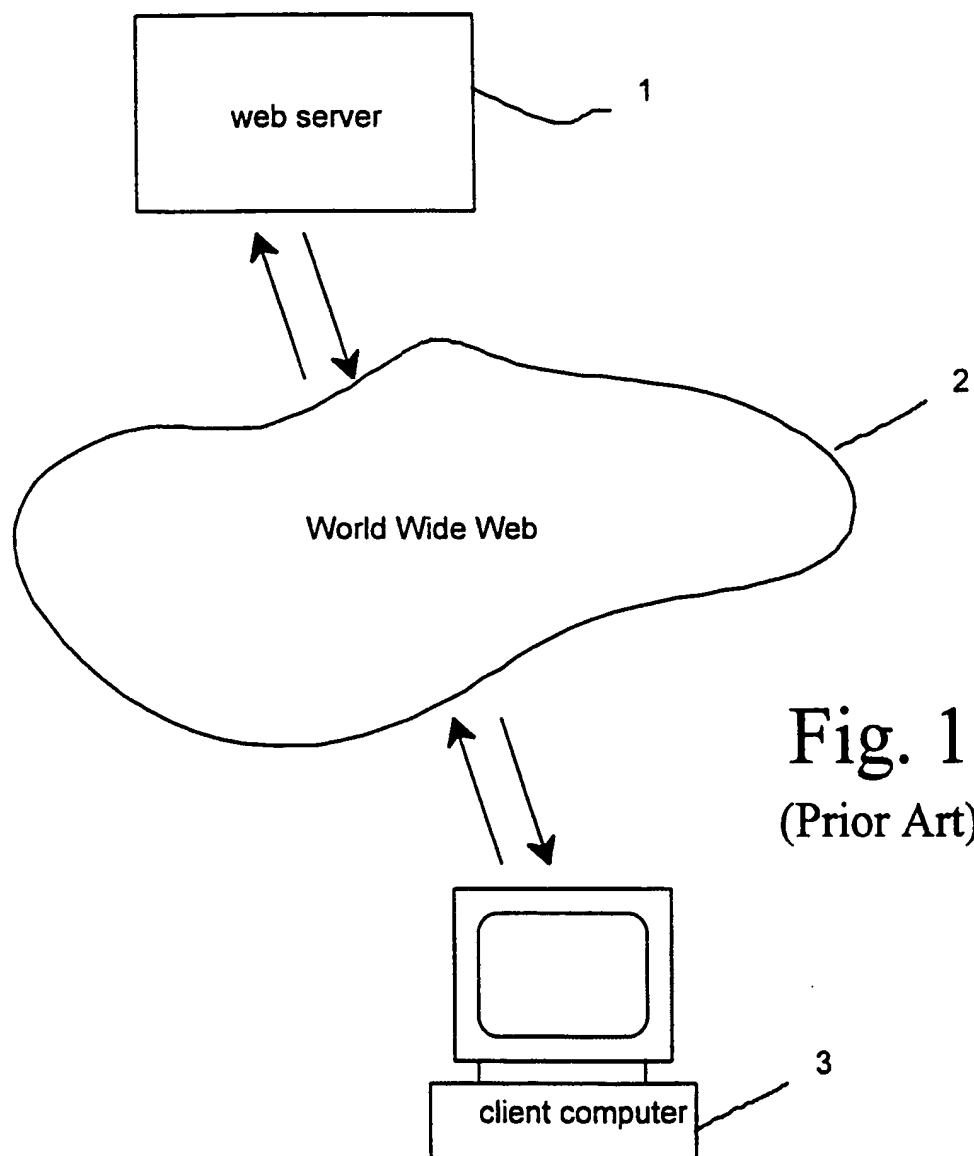 1
web server
2
World Wide Web
Fig. 1
(Prior Art)
3
client computer